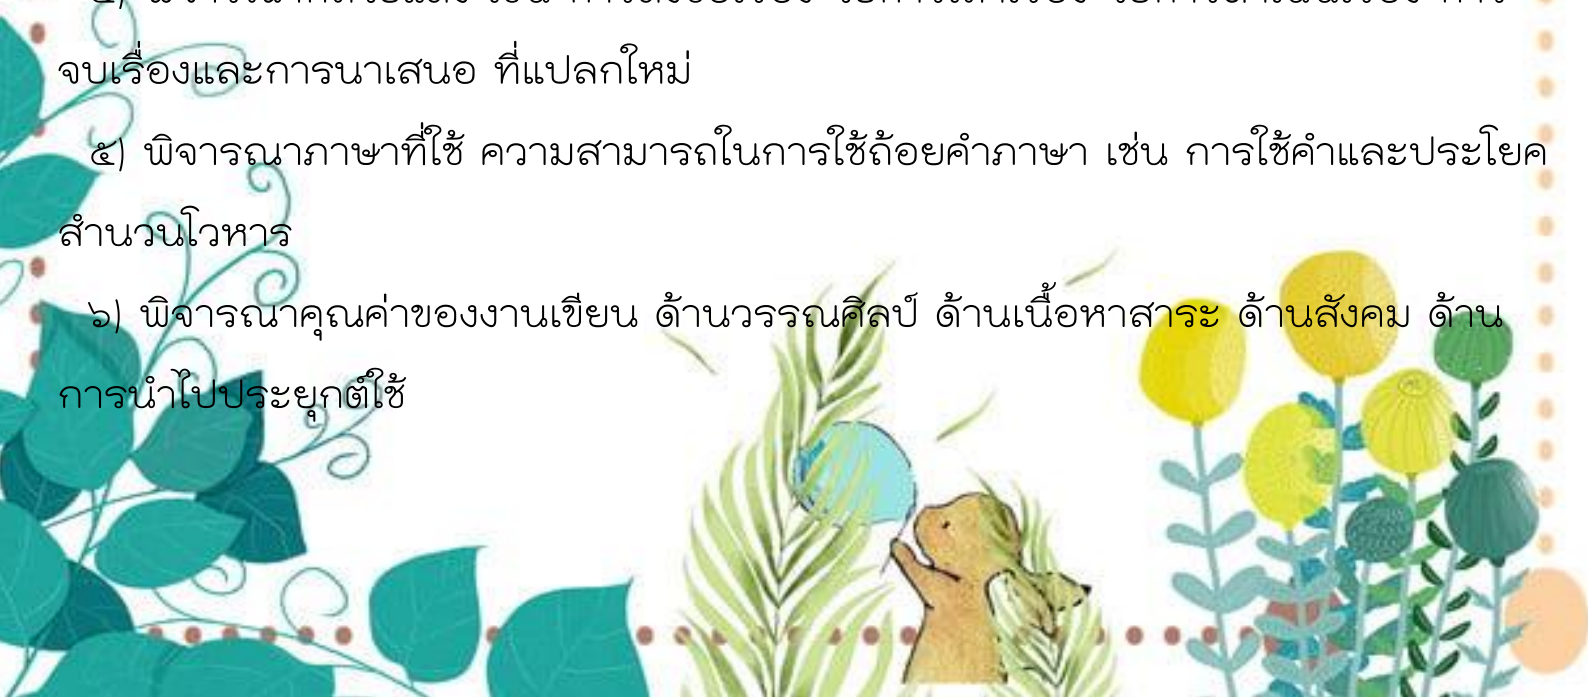 จบเรื่องและการนาเสนอ ที่แปลกใหม่
๕) พิจารณาภาษาที่ใช้ ความสามารถในการใช้ถ้อยคำภาษา เช่น การใช้คำและประโยค
สำนวนโวหาร
๖) พิจารณาคุณค่าของงานเขียน ด้านวรรณศิลป์ ด้านเนื้อหาสาระ ด้านสังคม ด้าน
การนำไปประยุกต์ใช้